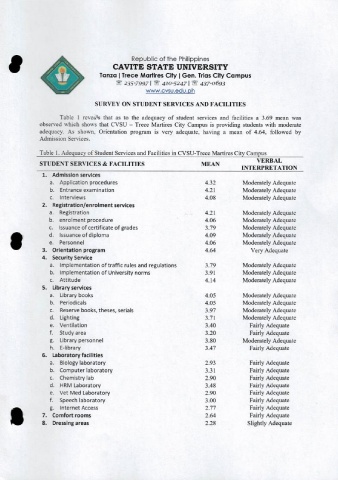 Republic of the Philippines
CAVITE STATE UNIVERSITY
Tanza | Trece Martires City | Gen. Trias City Campus
☏ 235-7997 | ☏ 410-5247 | ☏ 437-0693
www.cvsu.edu.ph
SURVEY ON STUDENT SERVICES AND FACILITIES
Table 1 reveals that as to the adequacy of student services and facilities a 3.69 mean was
observed which shows that CVSU – Trece Martires City Campus is providing students with moderate
adequacy. As shown, Orientation program is very adequate, having a mean of 4.64, followed by
Admission Services.
Table 1. Adequacy of Student Services and Facilities in CVSU-Trece Martires City Campus.
STUDENT SERVICES & FACILITIES MEAN VERBAL INTERPRETATION
1. Admission services
a. Application procedures 4.32 Moderately Adequate
b. Entrance examination 4.21 Moderately Adequate
c. Interviews 4.08 Moderately Adequate
2. Registration/enrolment services
a. Registration 4.21 Moderately Adequate
b. enrolment procedure 4.06 Moderately Adequate
c. Issuance of certificate of grades 3.79 Moderately Adequate
d. Issuance of diploma 4.09 Moderately Adequate
e. Personnel 4.06 Moderately Adequate
3. Orientation program 4.64 Very Adequate
4. Security Service
a. Implementation of traffic rules and regulations 3.79 Moderately Adequate
b. Implementation of University norms 3.91 Moderately Adequate
c. Attitude 4.14 Moderately Adequate
5. Library services
a. Library books 4.05 Moderately Adequate
b. Periodicals 4.03 Moderately Adequate
c. Reserve books, theses, serials 3.97 Moderately Adequate
d. Lighting 3.71 Moderately Adequate
e. Ventilation 3.40 Fairly Adequate
f. Study area 3.20 Fairly Adequate
g. Library personnel 3.80 Moderately Adequate
h. E-library 3.47 Fairly Adequate
6. Laboratory facilities
a. Biology laboratory 2.93 Fairly Adequate
b. Computer laboratory 3.31 Fairly Adequate
c. Chemistry lab 2.90 Fairly Adequate
d. HRM Laboratory 3.48 Fairly Adequate
e. Vet Med Laboratory 2.90 Fairly Adequate
f. Speech laboratory 3.00 Fairly Adequate
g. Internet Access 2.77 Fairly Adequate
7. Comfort rooms 2.64 Fairly Adequate
8. Dressing areas 2.28 Slightly Adequate